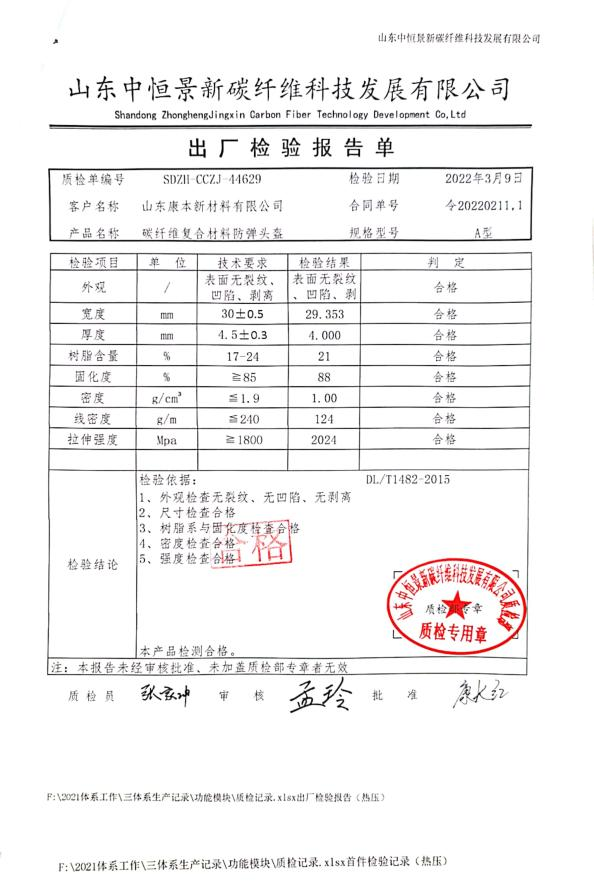 山东中恒景新碳纤维科技发展有限公司
山东中恒景新碳纤维科技发展有限公司
Shandong ZhonghengJingxin Carbon Fiber Technology Development Co,Ltd
出厂检验报告单
质检单编号 SDZH-CCZJ-44629 检验日期 2022年3月9日
客户名称 山东康本新材料有限公司 合同单号 令20220211.1
产品名称 碳纤维复合材料防弹头盔 规格型号 A型
检验项目 单 位 技术要求 检验结果 判 定
外观 / 表面无裂纹、凹陷、剥离 表面无裂纹、凹陷、剥 合格
宽度 mm 30±0.5 29.353 合格
厚度 mm 4.5±0.3 4.000 合格
树脂含量 % 17-24 21 合格
固化度 % ≧85 88 合格
密度 g/cm³ ≦1.9 1.00 合格
线密度 g/m ≦240 124 合格
拉伸强度 Mpa ≧1800 2024 合格
检验结论
检验依据: DL/T1482-2015
1、外观检查无裂纹、无凹陷、无剥离
2、尺寸检查合格
3、树脂系与固化度检查合格
4、密度检查合格
5、强度检查合格
合格
山东中恒景新碳纤维科技发展有限公司质检部
质检部专章
质检专用章
本产品检测合格。
注: 本报告未经审核批准、未加盖质检部专章者无效
质检员 审 核 孟玲 批 准
F:\2021体系工作\三体系生产记录\功能模块\质检记录.xlsx出厂检验报告（热压）
F:\2021体系工作\三体系生产记录\功能模块\质检记录.xlsx首件检验记录（热压）